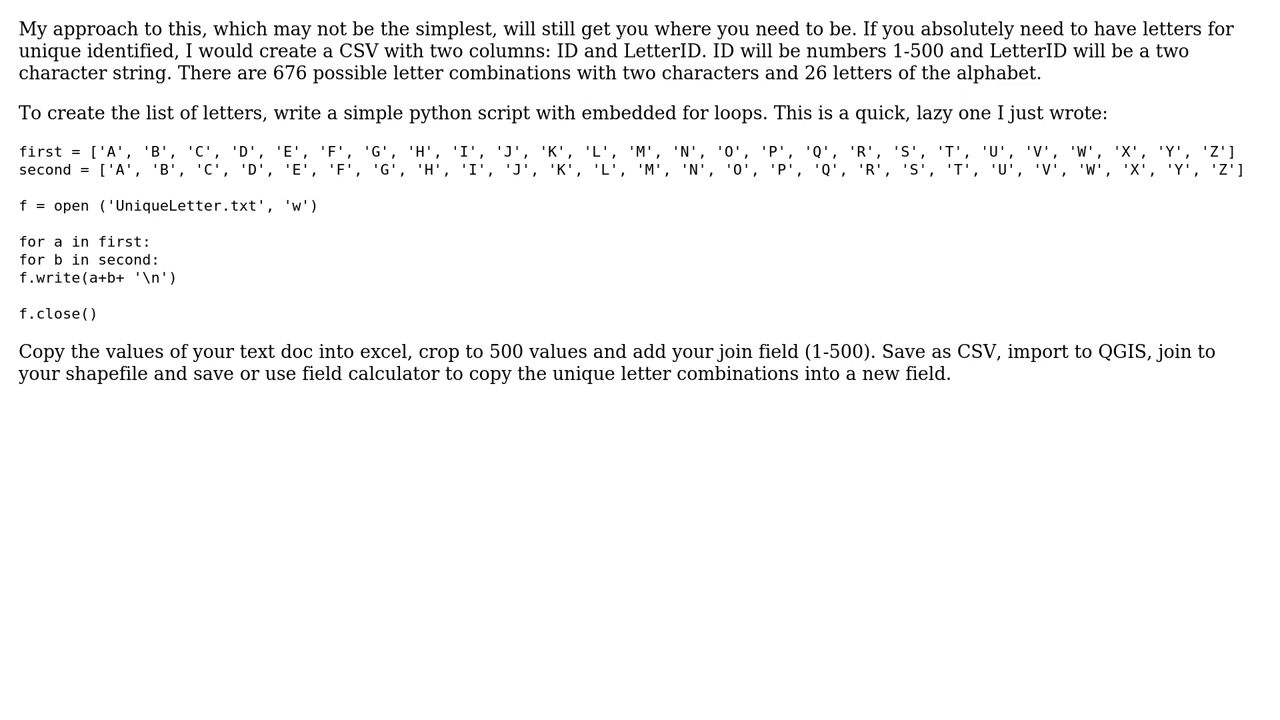 My approach to this, which may not be the simplest, will still get you where you need to be. If you absolutely need to have letters for
unique identified, I would create a CSV with two columns: ID and LetterID. ID will be numbers 1-500 and LetterID will be a two
character string. There are 676 possible letter combinations with two characters and 26 letters of the alphabet.
To create the list of letters, write a simple python script with embedded for loops. This is a quick, lazy one I just wrote:
first = ['A', 'B', 'C', 'D', 'E', 'F', 'G', 'H', 'I', 'J', 'K', 'L', 'M', 'N', 'O', 'P', 'Q', 'R', 'S', 'T', 'U', 'V', 'W', 'X', 'Y', 'Z']
second = ['A', 'B', 'C', 'D', 'E', 'F', 'G', 'H', 'I', 'J', 'K', 'L', 'M', 'N', 'O', 'P', 'Q', 'R', 'S', 'T', 'U', 'V', 'W', 'X', 'Y', 'Z']
f = open ('UniqueLetter.txt', 'w')
for a in first:
for b in second:
f.write(a+b+ '\n')
f.close()
Copy the values of your text doc into excel, crop to 500 values and add your join field (1-500). Save as CSV, import to QGIS, join to
your shapefile and save or use field calculator to copy the unique letter combinations into a new field.